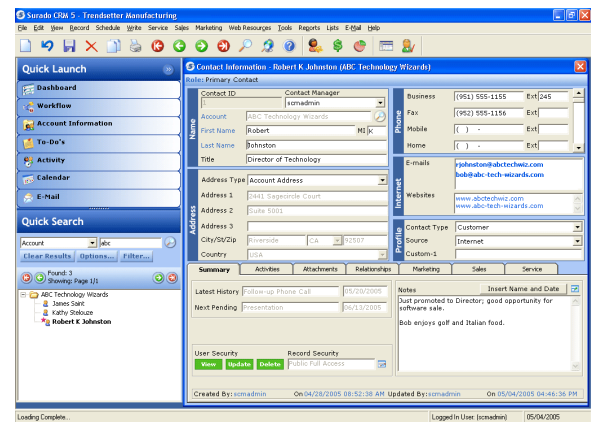 Surado CRM 5 - Trendsetter Manufacturing
File Edit View Record Schedule Write Service Sales Marketing Web Resources Tools Reports Lists E-Mail Help
Quick Launch
Dashboard
Workflow
Account Information
To-Do's
Activity
Calendar
E-Mail
Quick Search
Account abc
Clear Results Options... Filter...
Found: 3
Showing: Page 1/1
ABC Technology Wizards
James Saint
Kathy Stelouze
Robert K Johnston
Contact Information - Robert K Johnston (ABC Technology Wizards)
Role: Primary Contact
Name
Contact ID Contact Manager
1 scmadmin
Account ABC Technology Wizards
First Name Robert MI K
Last Name Johnston
Title Director of Technology
Phone
Business (951) 555-1155 Ext 245
Fax (952) 555-1156 Ext
Mobile ( ) - Ext
Home ( ) - Ext
Address
Address Type Account Address
Address 1 2441 Sagecircle Court
Address 2 Suite 5001
Address 3
City/St/Zip Riverside CA 92507
Country USA
Internet
E-mails rjohnston@abctechwiz.com
bob@abc-tech-wizards.com
Websites www.abctechwiz.com
www.abc-tech-wizards.com
Profile
Contact Type Customer
Source Internet
Custom-1
Summary Activities Attachments Relationships Marketing Sales Service
Latest History Follow-up Phone Call 05/20/2005
Next Pending Presentation 06/13/2005
User Security Record Security
View Update Delete Public Full Access
Notes Insert Name and Date
Just promoted to Director; good opportunity for
software sale.
Bob enjoys golf and Italian food.
Created By: scmadmin On 04/28/2005 08:52:38 AM Updated By: scmadmin On 05/04/2005 04:46:36 PM
Loading Complete... Logged In User: (scmadmin) 05/04/2005